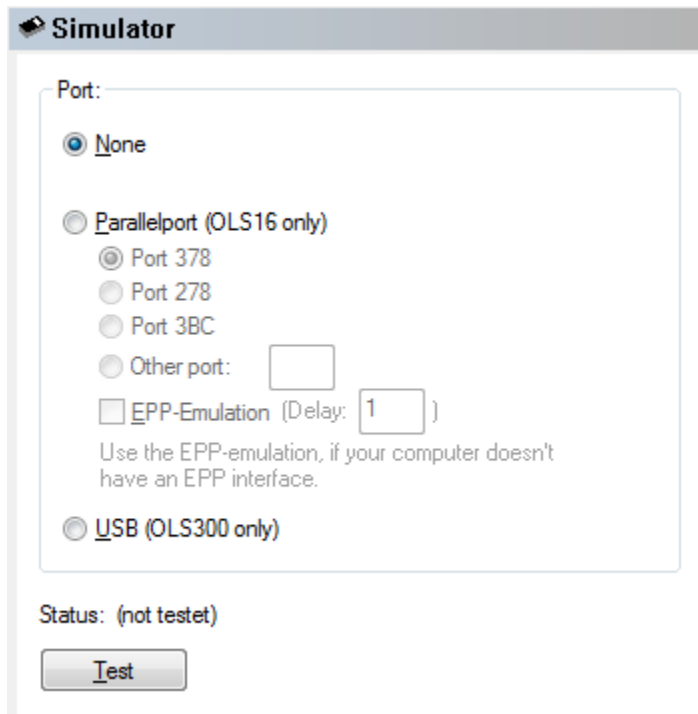 Simulator
Port:
None
Parallelport (OLS16 only)
Port 378
Port 278
Port 3BC
Other port:
EPP-Emulation (Delay: 1 )
Use the EPP-emulation, if your computer doesn't
have an EPP interface.
USB (OLS300 only)
Status: (not testet)
Test